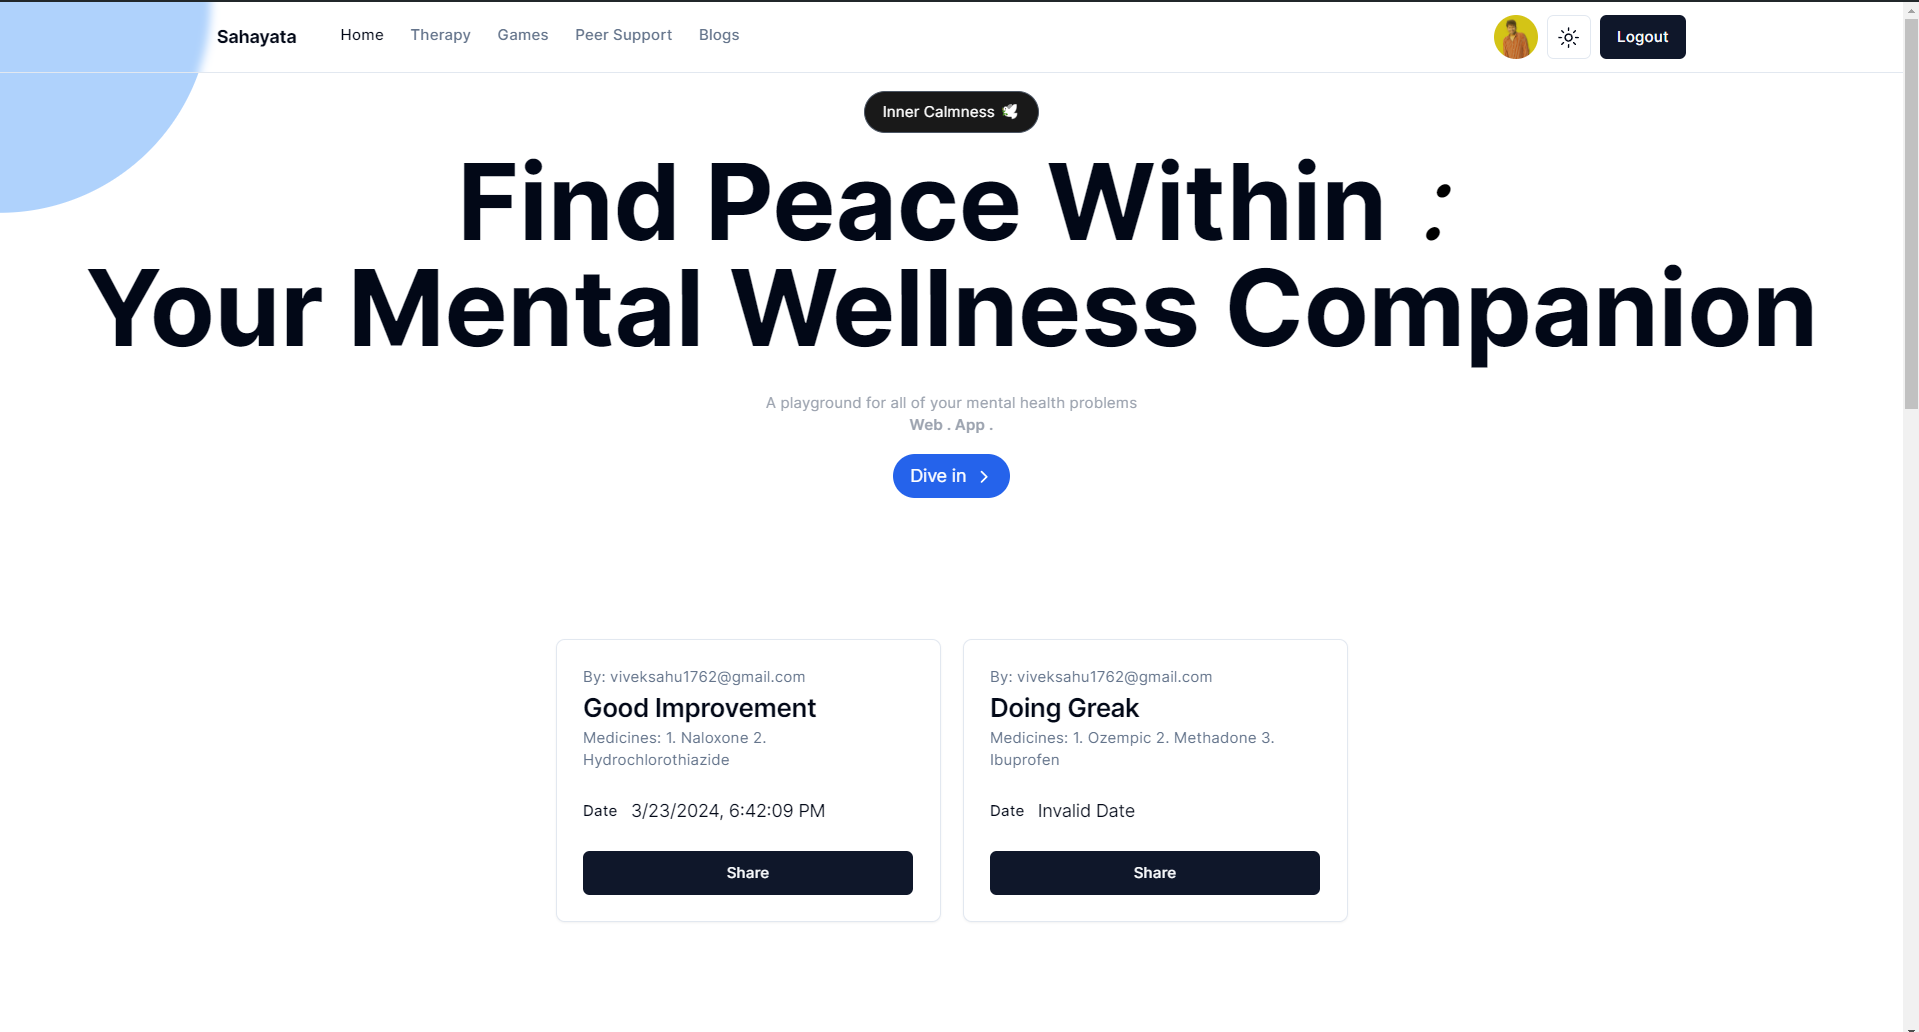 Sahayata Home Therapy Games Peer Support Blogs Logout
Inner Calmness 🕊️
Find Peace Within :
Your Mental Wellness Companion
A playground for all of your mental health problems
Web . App .
Dive in
By: viveksahu1762@gmail.com
Good Improvement
Medicines: 1. Naloxone 2.
Hydrochlorothiazide
Date 3/23/2024, 6:42:09 PM
Share
By: viveksahu1762@gmail.com
Doing Greak
Medicines: 1. Ozempic 2. Methadone 3.
Ibuprofen
Date Invalid Date
Share